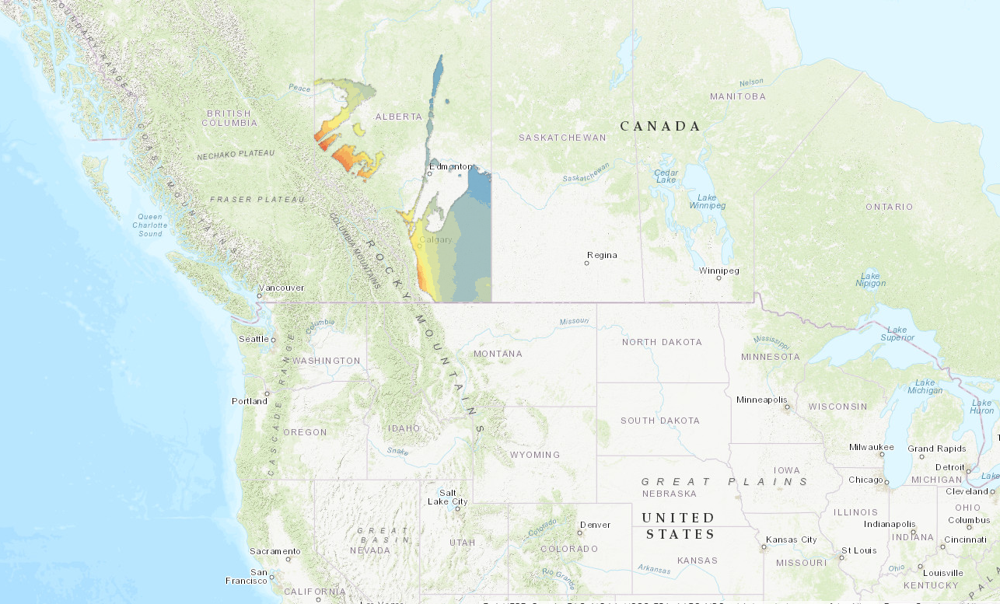 Peace
Nelson
MANITOBA
BRITISH
COLUMBIA
ALBERTA
CANADA
SASKATCHEWAN
NECHAKO PLATEAU
Edmonton
Saskatchewan
Cedar
Lake
Lake
Winnipeg
FRASER PLATEAU
ONTARIO
Queen
Charlotte
Sound
COAST MOUNTAINS
Calgary
Regina
Winnipeg
Lake
Nipigon
Vancouver
COLUMBIA MOUNTAINS
ROCKY MOUNTAINS
Columbia
Missouri
Seattle
NORTH DAKOTA
Mississippi
Lake
Superior
MONTANA
MINNESOTA
WASHINGTON
Lake
Michigan
Portland
Minneapolis
WISCONSIN
Lake
Huron
CASCADE RANGE
SOUTH DAKOTA
OREGON
IDAHO
Snake
WYOMING
Milwaukee
Grand Rapids
IOWA
Detroit
Lake
GREAT PLAINS
Chicago
MICHIGAN
NEBRASKA
Cleveland
Salt
Lake City
UNITED
STATES
ILLINOIS
OHIO
Columbus
Denver
Colorado
Indianapolis
INDIANA
GREAT
BASIN
UTAH
Kansas City
Cincinnati
NEVADA
COLORADO
St Louis
Sacramento
KANSAS
MISSOURI
Arkansas
Ohio
San
Francisco
Rio Grande
Louisville
KENTUCKY
CALIFORNIA